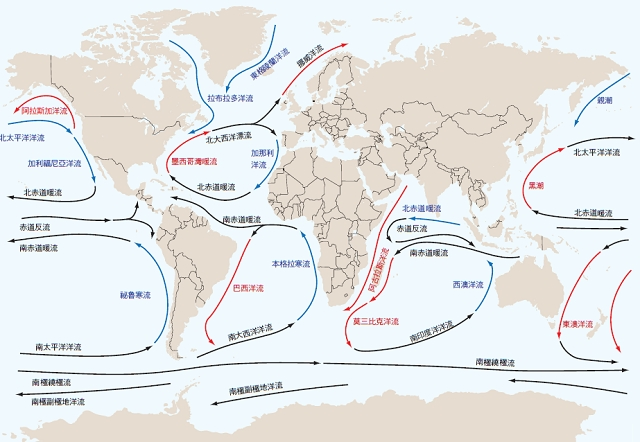 東格陵蘭洋流
挪威洋流
拉布拉多洋流
親潮
阿拉斯加洋流
北太平洋洋流
北大西洋漂流
加利福尼亞洋流
墨西哥灣暖流
加那利
洋流
北太平洋洋流
黑潮
北赤道暖流
北赤道暖流
赤道反流
南赤道暖流
南赤道暖流
北赤道暖流
赤道反流
南赤道暖流
北赤道暖流
本格拉寒流
巴西洋流
秘魯寒流
阿古拉斯洋流
西澳洋流
莫三比克洋流
東澳洋流
南太平洋洋流
南大西洋洋流
南印度洋洋流
南極繞極流
南極繞極流
南極副極地洋流
南極副極地洋流